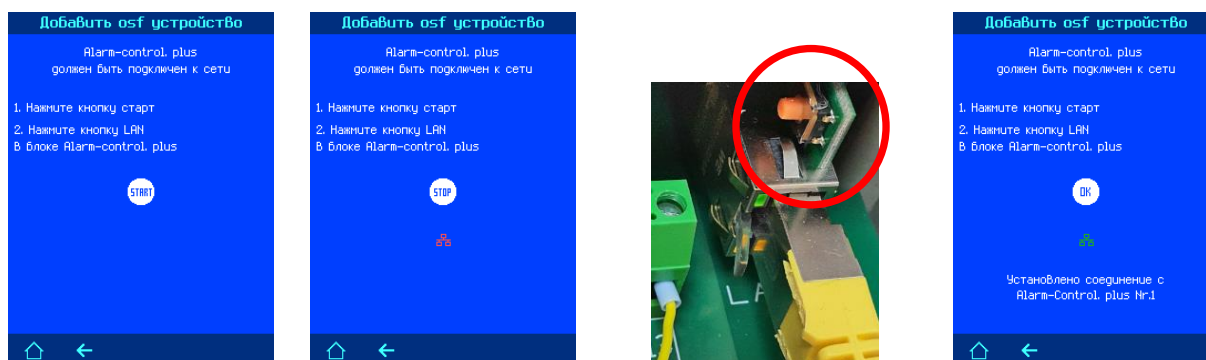 Добавить osf устройство
Alarm-control. plus
должен быть подключен к сети
1. Нажмите кнопку старт
2. Нажмите кнопку LAN
В блоке Alarm-control. plus
START
Добавить osf устройство
Alarm-control. plus
должен быть подключен к сети
1. Нажмите кнопку старт
2. Нажмите кнопку LAN
В блоке Alarm-control. plus
STOP
LA
Добавить osf устройство
Alarm-control. plus
должен быть подключен к сети
1. Нажмите кнопку старт
2. Нажмите кнопку LAN
В блоке Alarm-control. plus
OK
Установлено соединение с
Alarm-Control. plus Nr.1